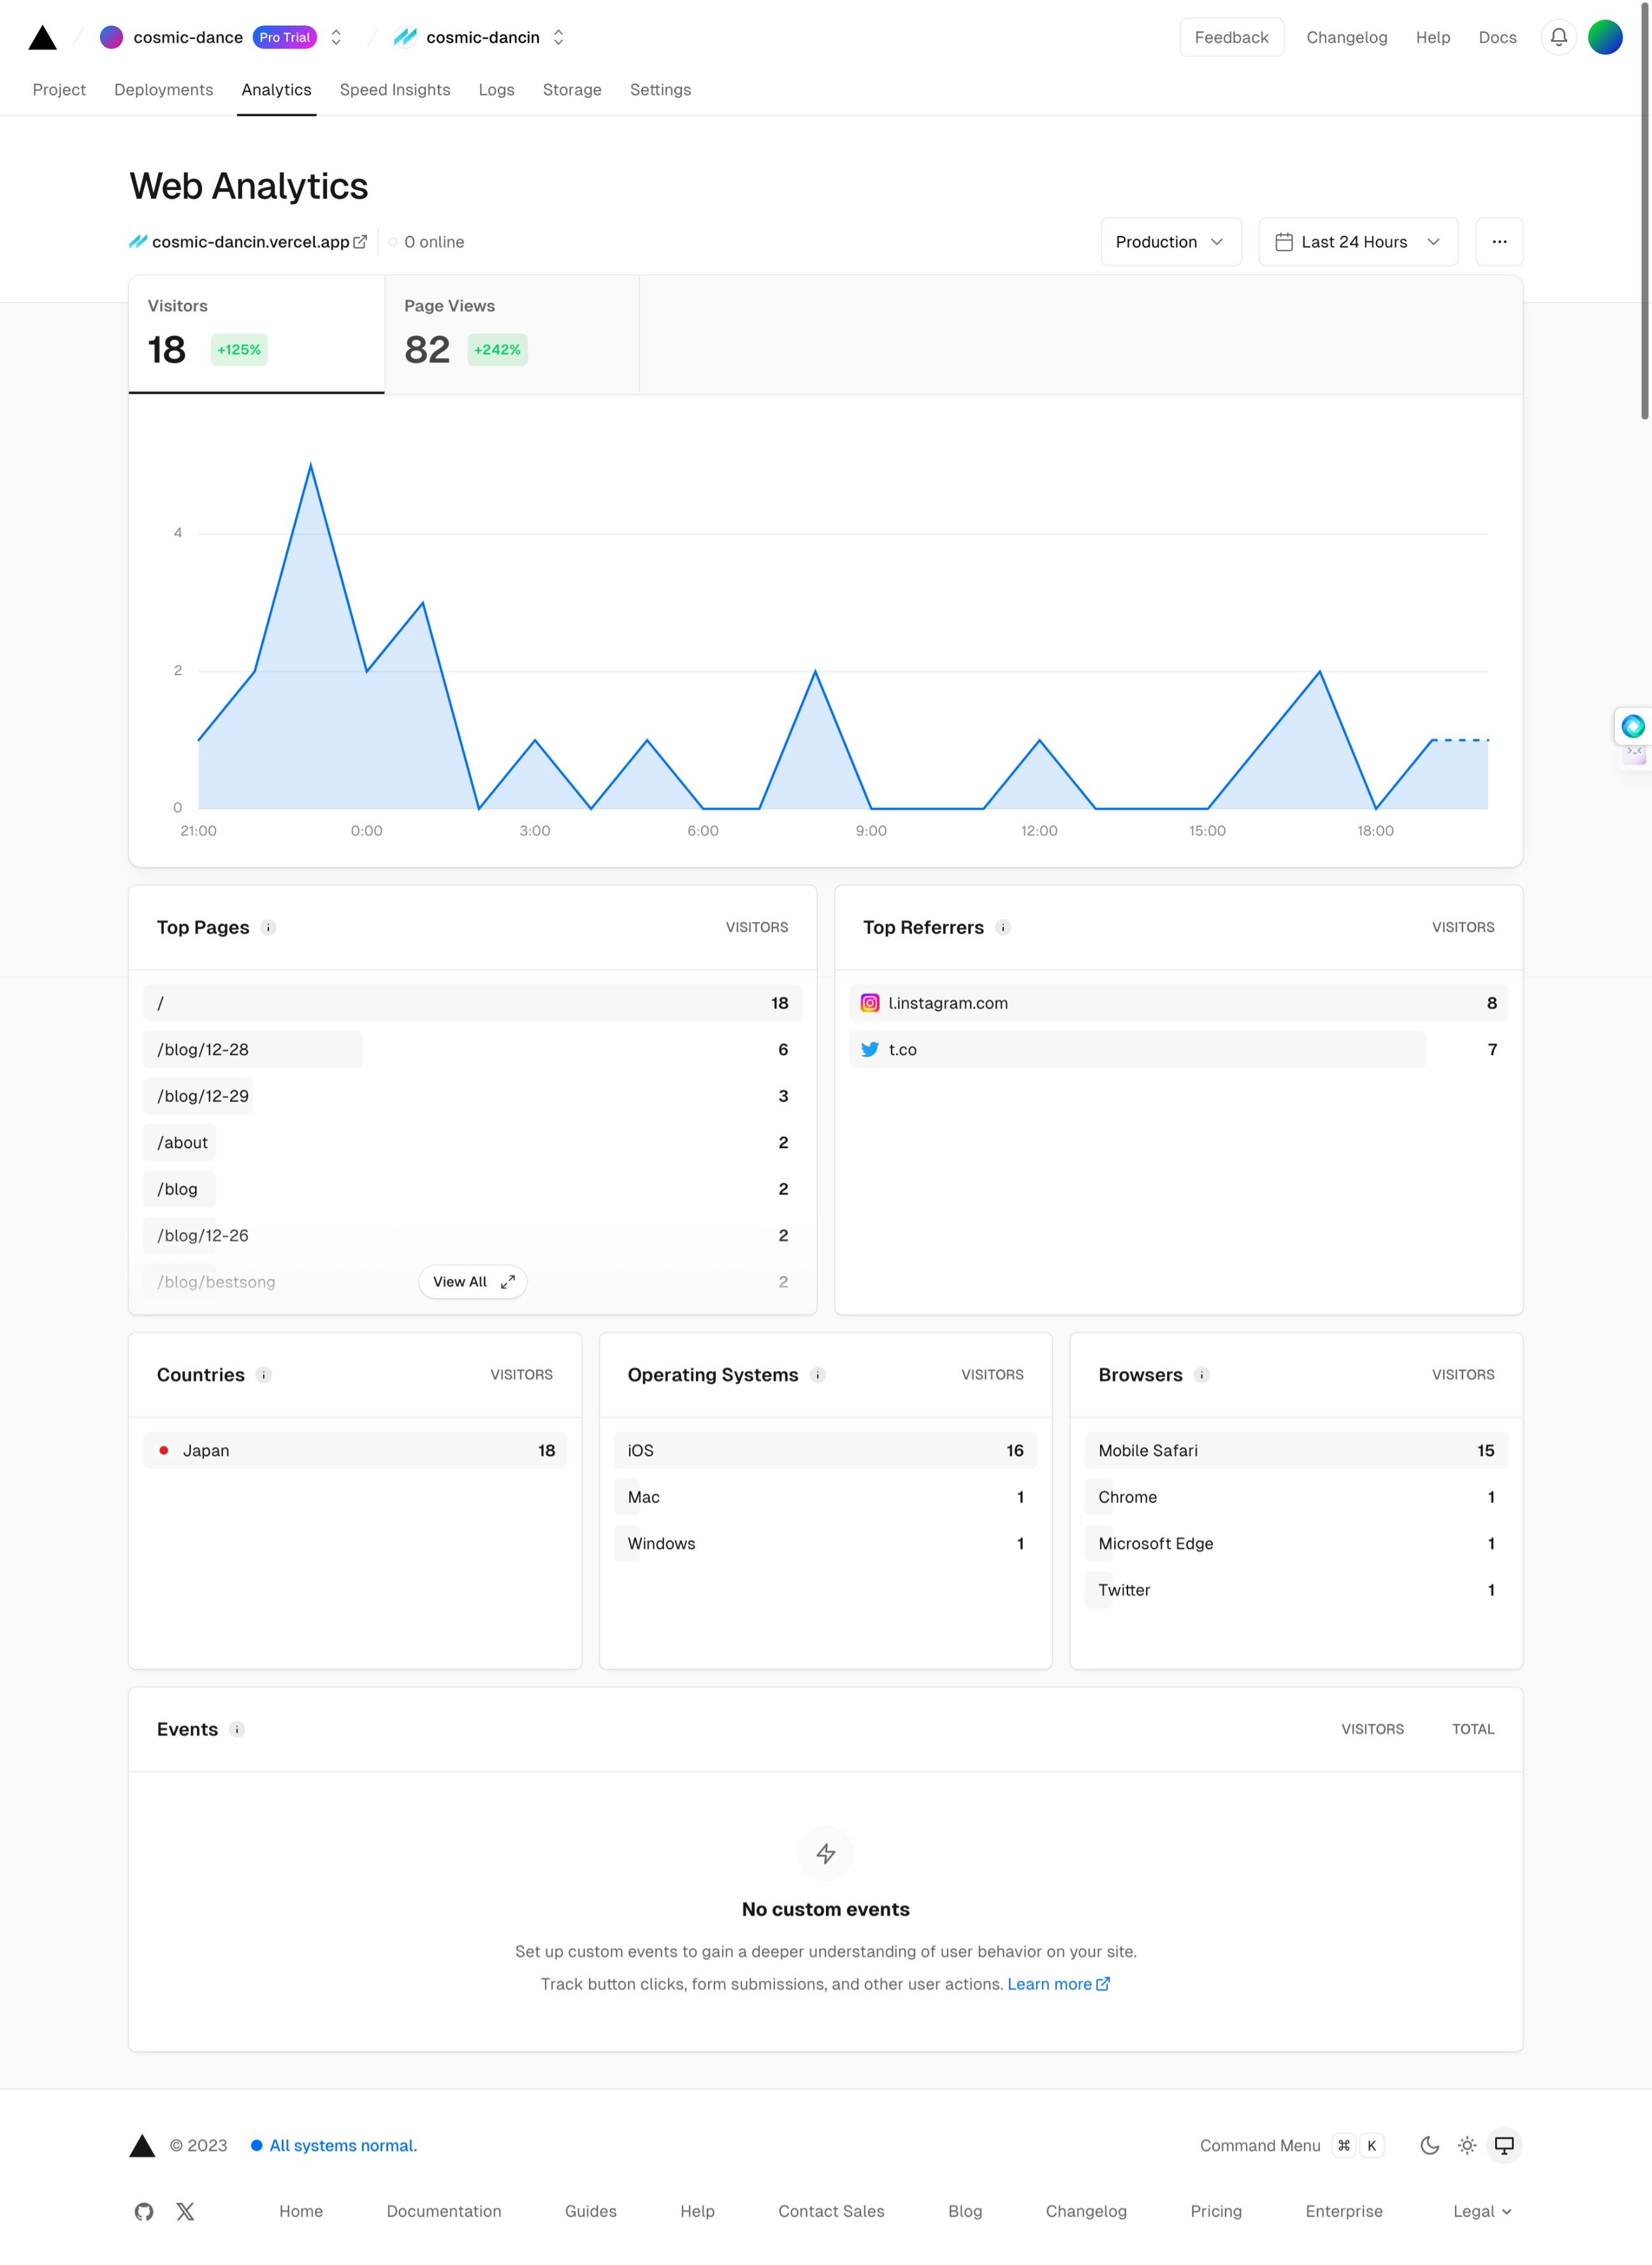 cosmic-dance Pro Trial cosmic-dancin Feedback Changelog Help Docs
Project Deployments Analytics Speed Insights Logs Storage Settings
Web Analytics
cosmic-dancin.vercel.app 0 online Production Last 24 Hours
Visitors
18 +125%
Page Views
82 +242%
4
2
0
21:00 0:00 3:00 6:00 9:00 12:00 15:00 18:00
Top Pages VISITORS
/ 18
/blog/12-28 6
/blog/12-29 3
/about 2
/blog 2
/blog/12-26 2
/blog/bestsong 2
View All
Top Referrers VISITORS
l.instagram.com 8
t.co 7
Countries VISITORS
Japan 18
Operating Systems VISITORS
iOS 16
Mac 1
Windows 1
Browsers VISITORS
Mobile Safari 15
Chrome 1
Microsoft Edge 1
Twitter 1
Events VISITORS TOTAL
No custom events
Set up custom events to gain a deeper understanding of user behavior on your site.
Track button clicks, form submissions, and other user actions. Learn more
© 2023 All systems normal. Command Menu ⌘ K
Home Documentation Guides Help Contact Sales Blog Changelog Pricing Enterprise Legal